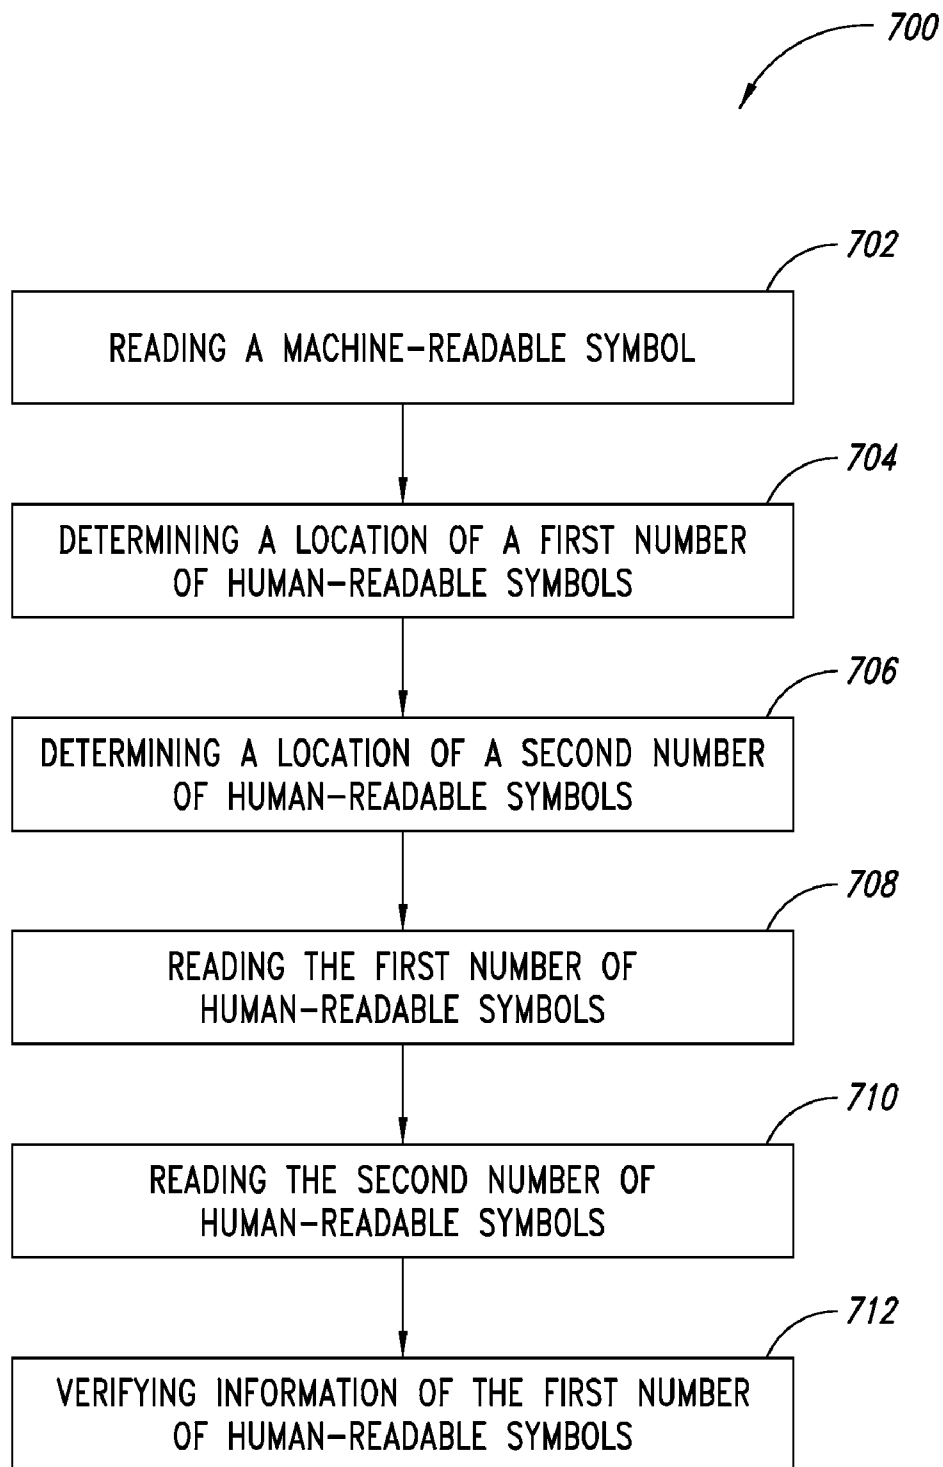 700
702
READING A MACHINE-READABLE SYMBOL
704
DETERMINING A LOCATION OF A FIRST NUMBER
OF HUMAN-READABLE SYMBOLS
706
DETERMINING A LOCATION OF A SECOND NUMBER
OF HUMAN-READABLE SYMBOLS
708
READING THE FIRST NUMBER OF
HUMAN-READABLE SYMBOLS
710
READING THE SECOND NUMBER OF
HUMAN-READABLE SYMBOLS
712
VERIFYING INFORMATION OF THE FIRST NUMBER
OF HUMAN-READABLE SYMBOLS